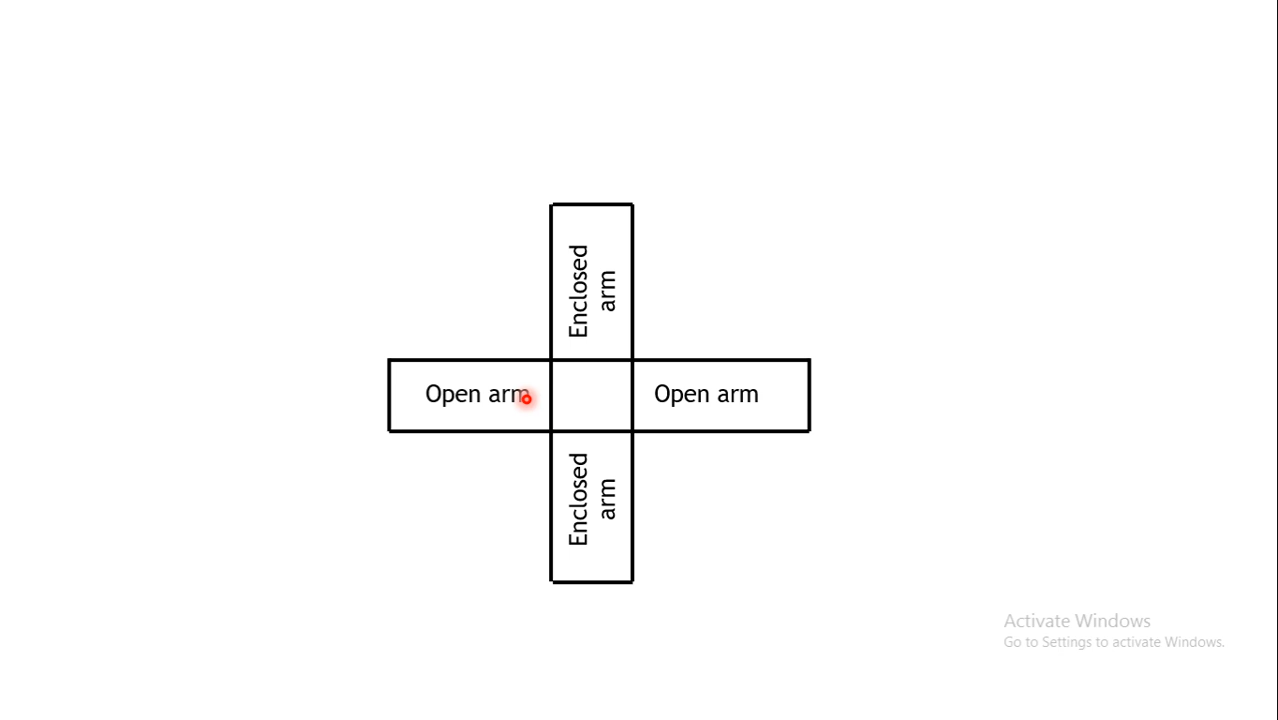 Enclosed
arm
Open arm
Open arm
Enclosed
arm
Activate Windows
Go to Settings to activate Windows.